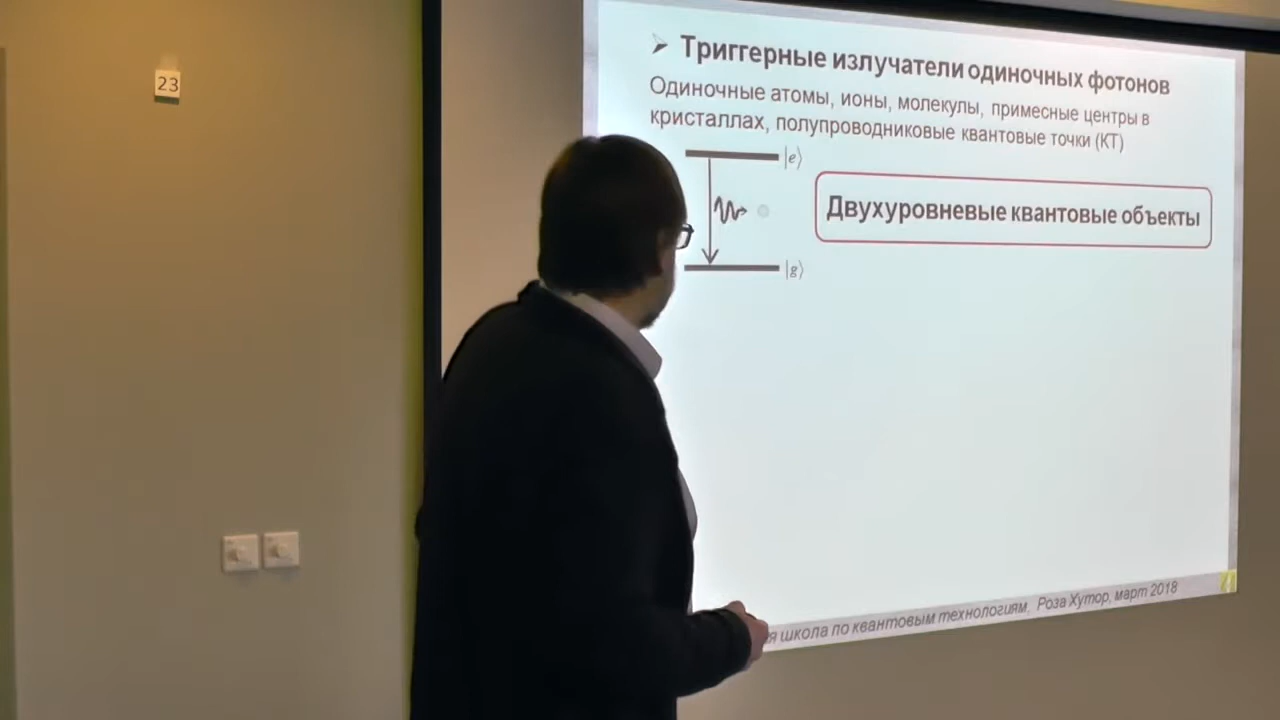 23
Триггерные излучатели одиночных фотонов
Одиночные атомы, ионы, молекулы, примесные центры в
кристаллах, полупроводниковые квантовые точки (КТ)
|e⟩
Двухуровневые квантовые объекты
|g⟩
школа по квантовым технологиям, Роза Хутор, март 2018